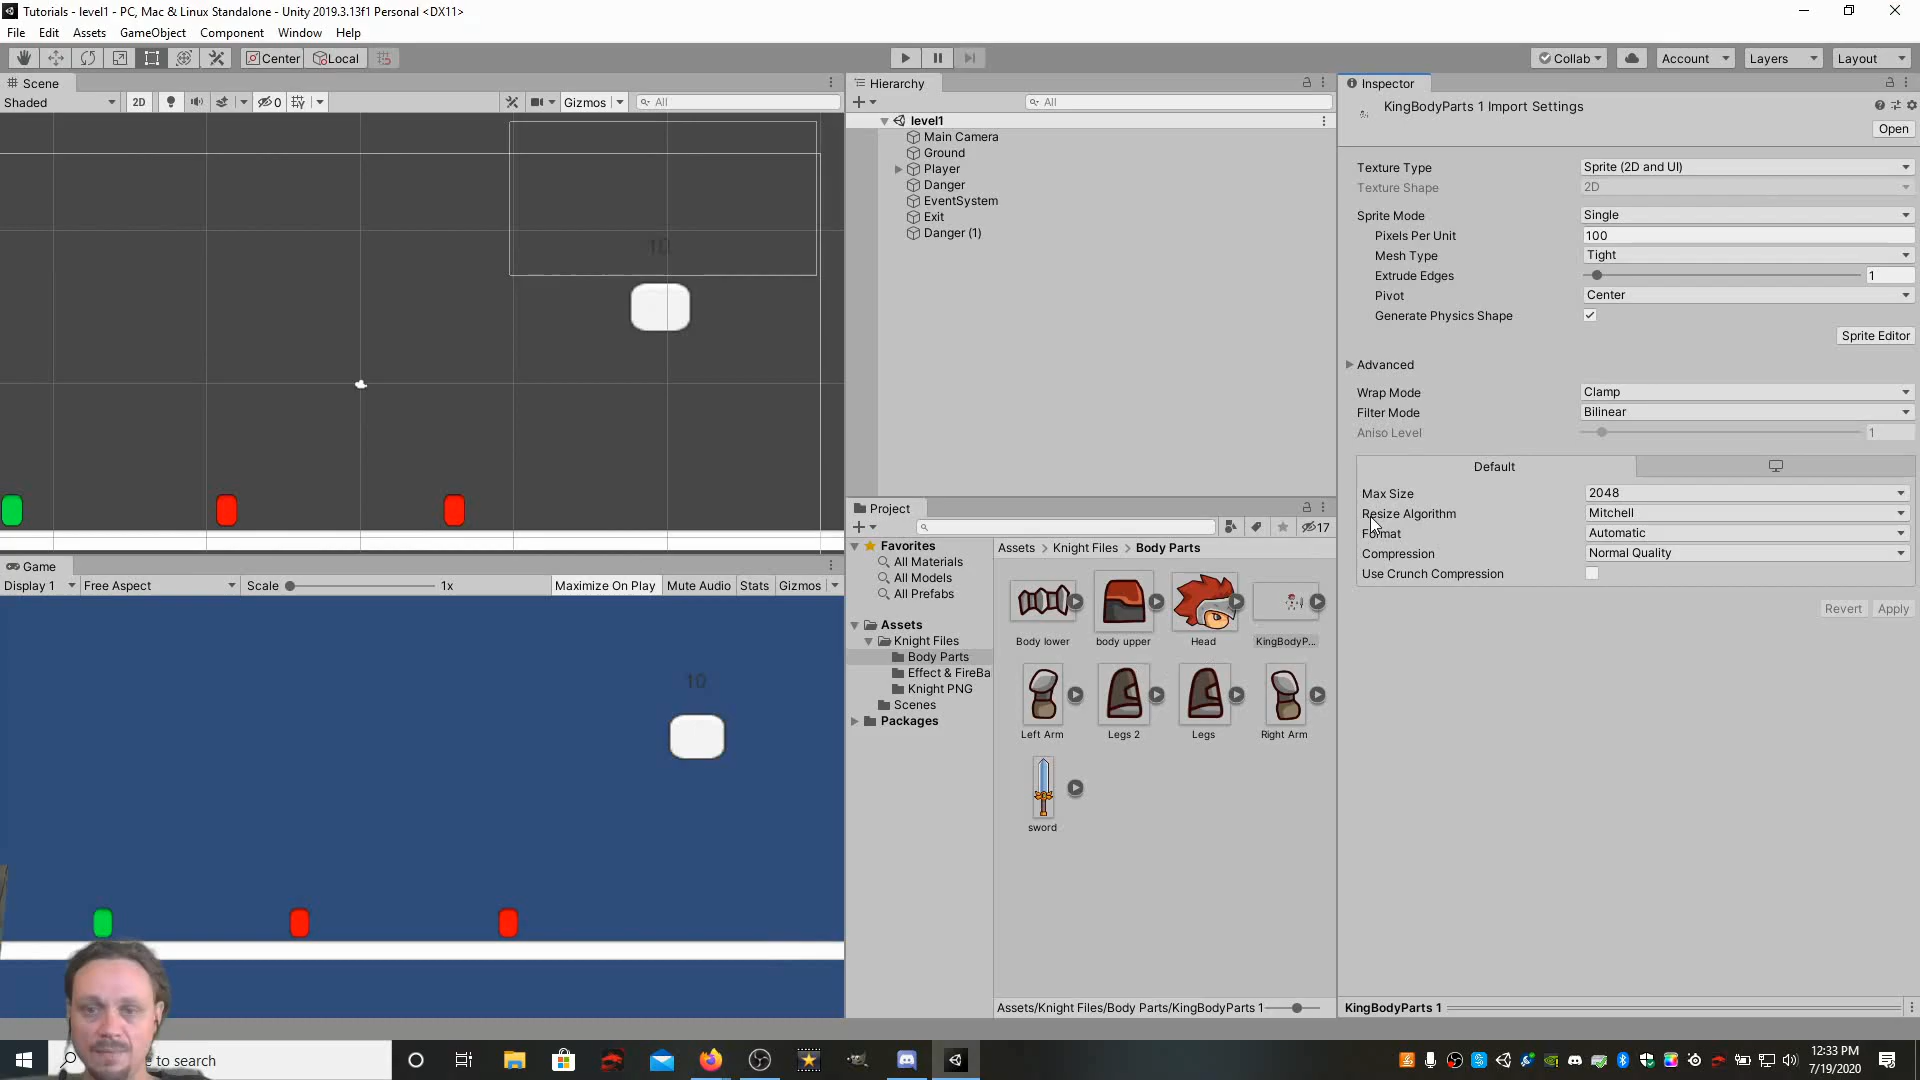 Tutorials - level1 - PC, Mac & Linux Standalone - Unity 2019.3.13f1 Personal <DX11>
File Edit Assets GameObject Component Window Help
Center Local Collab Account Layers Layout
Scene
Shaded 2D 0 Gizmos All
10
Hierarchy
All
level1
Main Camera
Ground
Player
Danger
EventSystem
Exit
Danger (1)
Inspector
KingBodyParts 1 Import Settings
Open
Texture Type Sprite (2D and UI)
Texture Shape 2D
Sprite Mode Single
Pixels Per Unit 100
Mesh Type Tight
Extrude Edges 1
Pivot Center
Generate Physics Shape
Sprite Editor
Advanced
Wrap Mode Clamp
Filter Mode Bilinear
Aniso Level 1
Default
Max Size 2048
Resize Algorithm Mitchell
Format Automatic
Compression Normal Quality
Use Crunch Compression
Revert Apply
Game
Display 1 Free Aspect Scale 1x Maximize On Play Mute Audio Stats Gizmos
10
Project
17
Favorites
All Materials
All Models
All Prefabs
Assets
Knight Files
Body Parts
Effect & FireBa
Knight PNG
Scenes
Packages
Assets > Knight Files > Body Parts
Body lower body upper Head KingBodyP...
Left Arm Legs 2 Legs Right Arm
sword
Assets/Knight Files/Body Parts/KingBodyParts 1
KingBodyParts 1
e to search
12:33 PM
7/19/2020